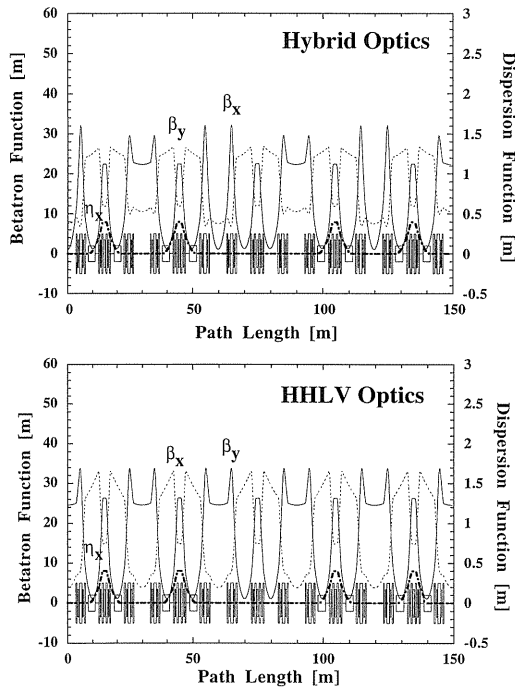 Hybrid Optics
Betatron Function [m]
60
50
40
30
20
10
0
-10
βy
βx
ηx
3
2.5
2
1.5
1
0.5
0
-0.5
Dispersion Function [m]
0
50
100
150
Path Length [m]
HHLV Optics
Betatron Function [m]
60
50
40
30
20
10
0
-10
βx
βy
ηx
3
2.5
2
1.5
1
0.5
0
-0.5
Dispersion Function [m]
0
50
100
150
Path Length [m]